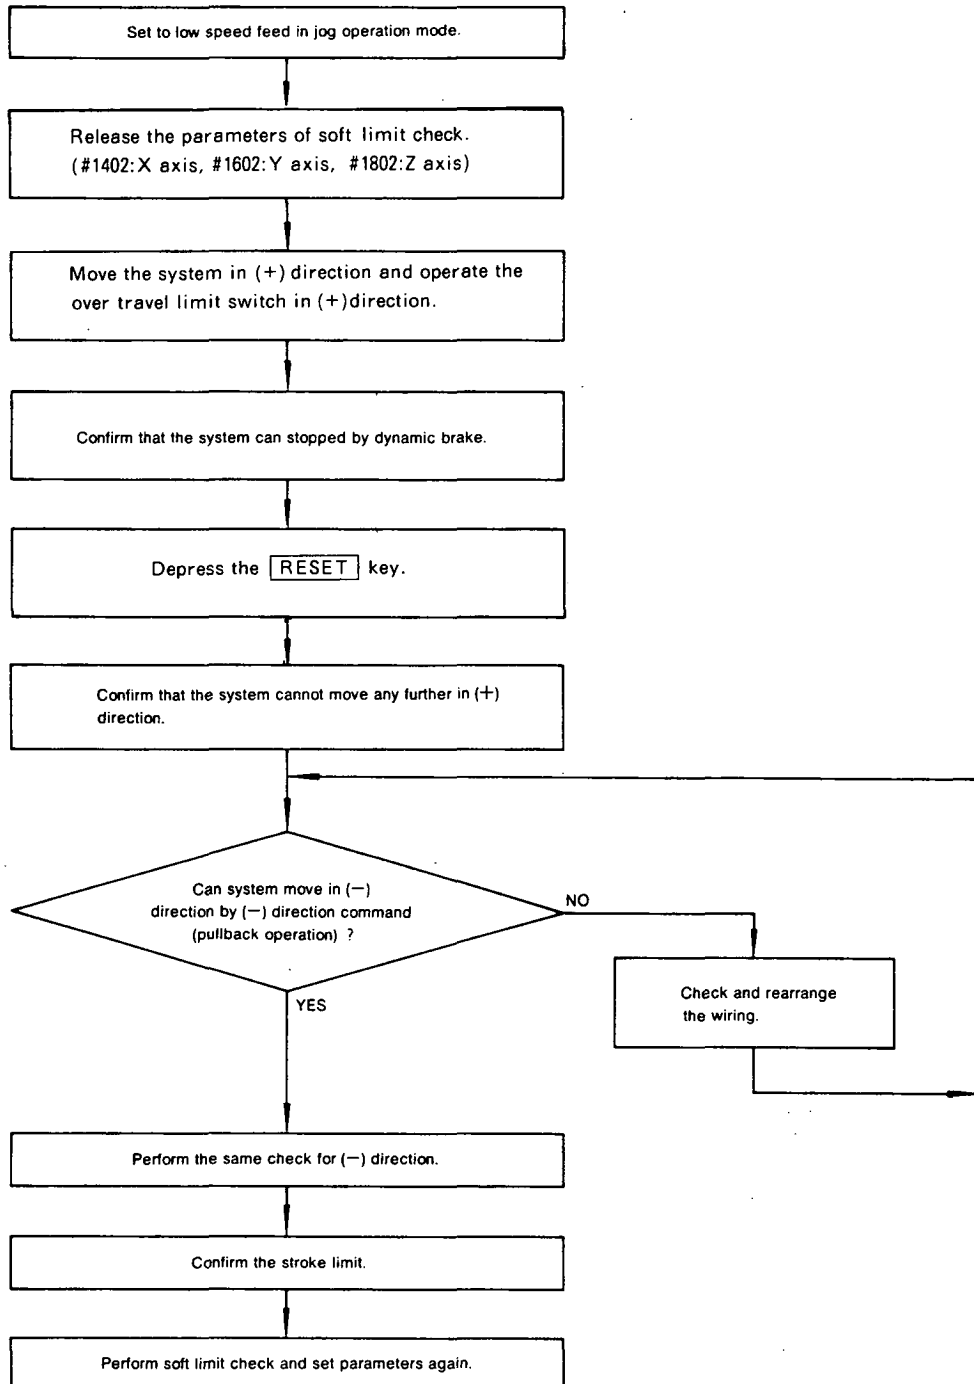 Set to low speed feed in jog operation mode.
Release the parameters of soft limit check.
(#1402:X axis, #1602:Y axis, #1802:Z axis)
Move the system in (+) direction and operate the
over travel limit switch in (+)direction.
Confirm that the system can stopped by dynamic brake.
Depress the RESET key.
Confirm that the system cannot move any further in (+)
direction.
Can system move in (−)
direction by (−) direction command
(pullback operation) ?
NO
Check and rearrange
the wiring.
YES
Perform the same check for (−) direction.
Confirm the stroke limit.
Perform soft limit check and set parameters again.